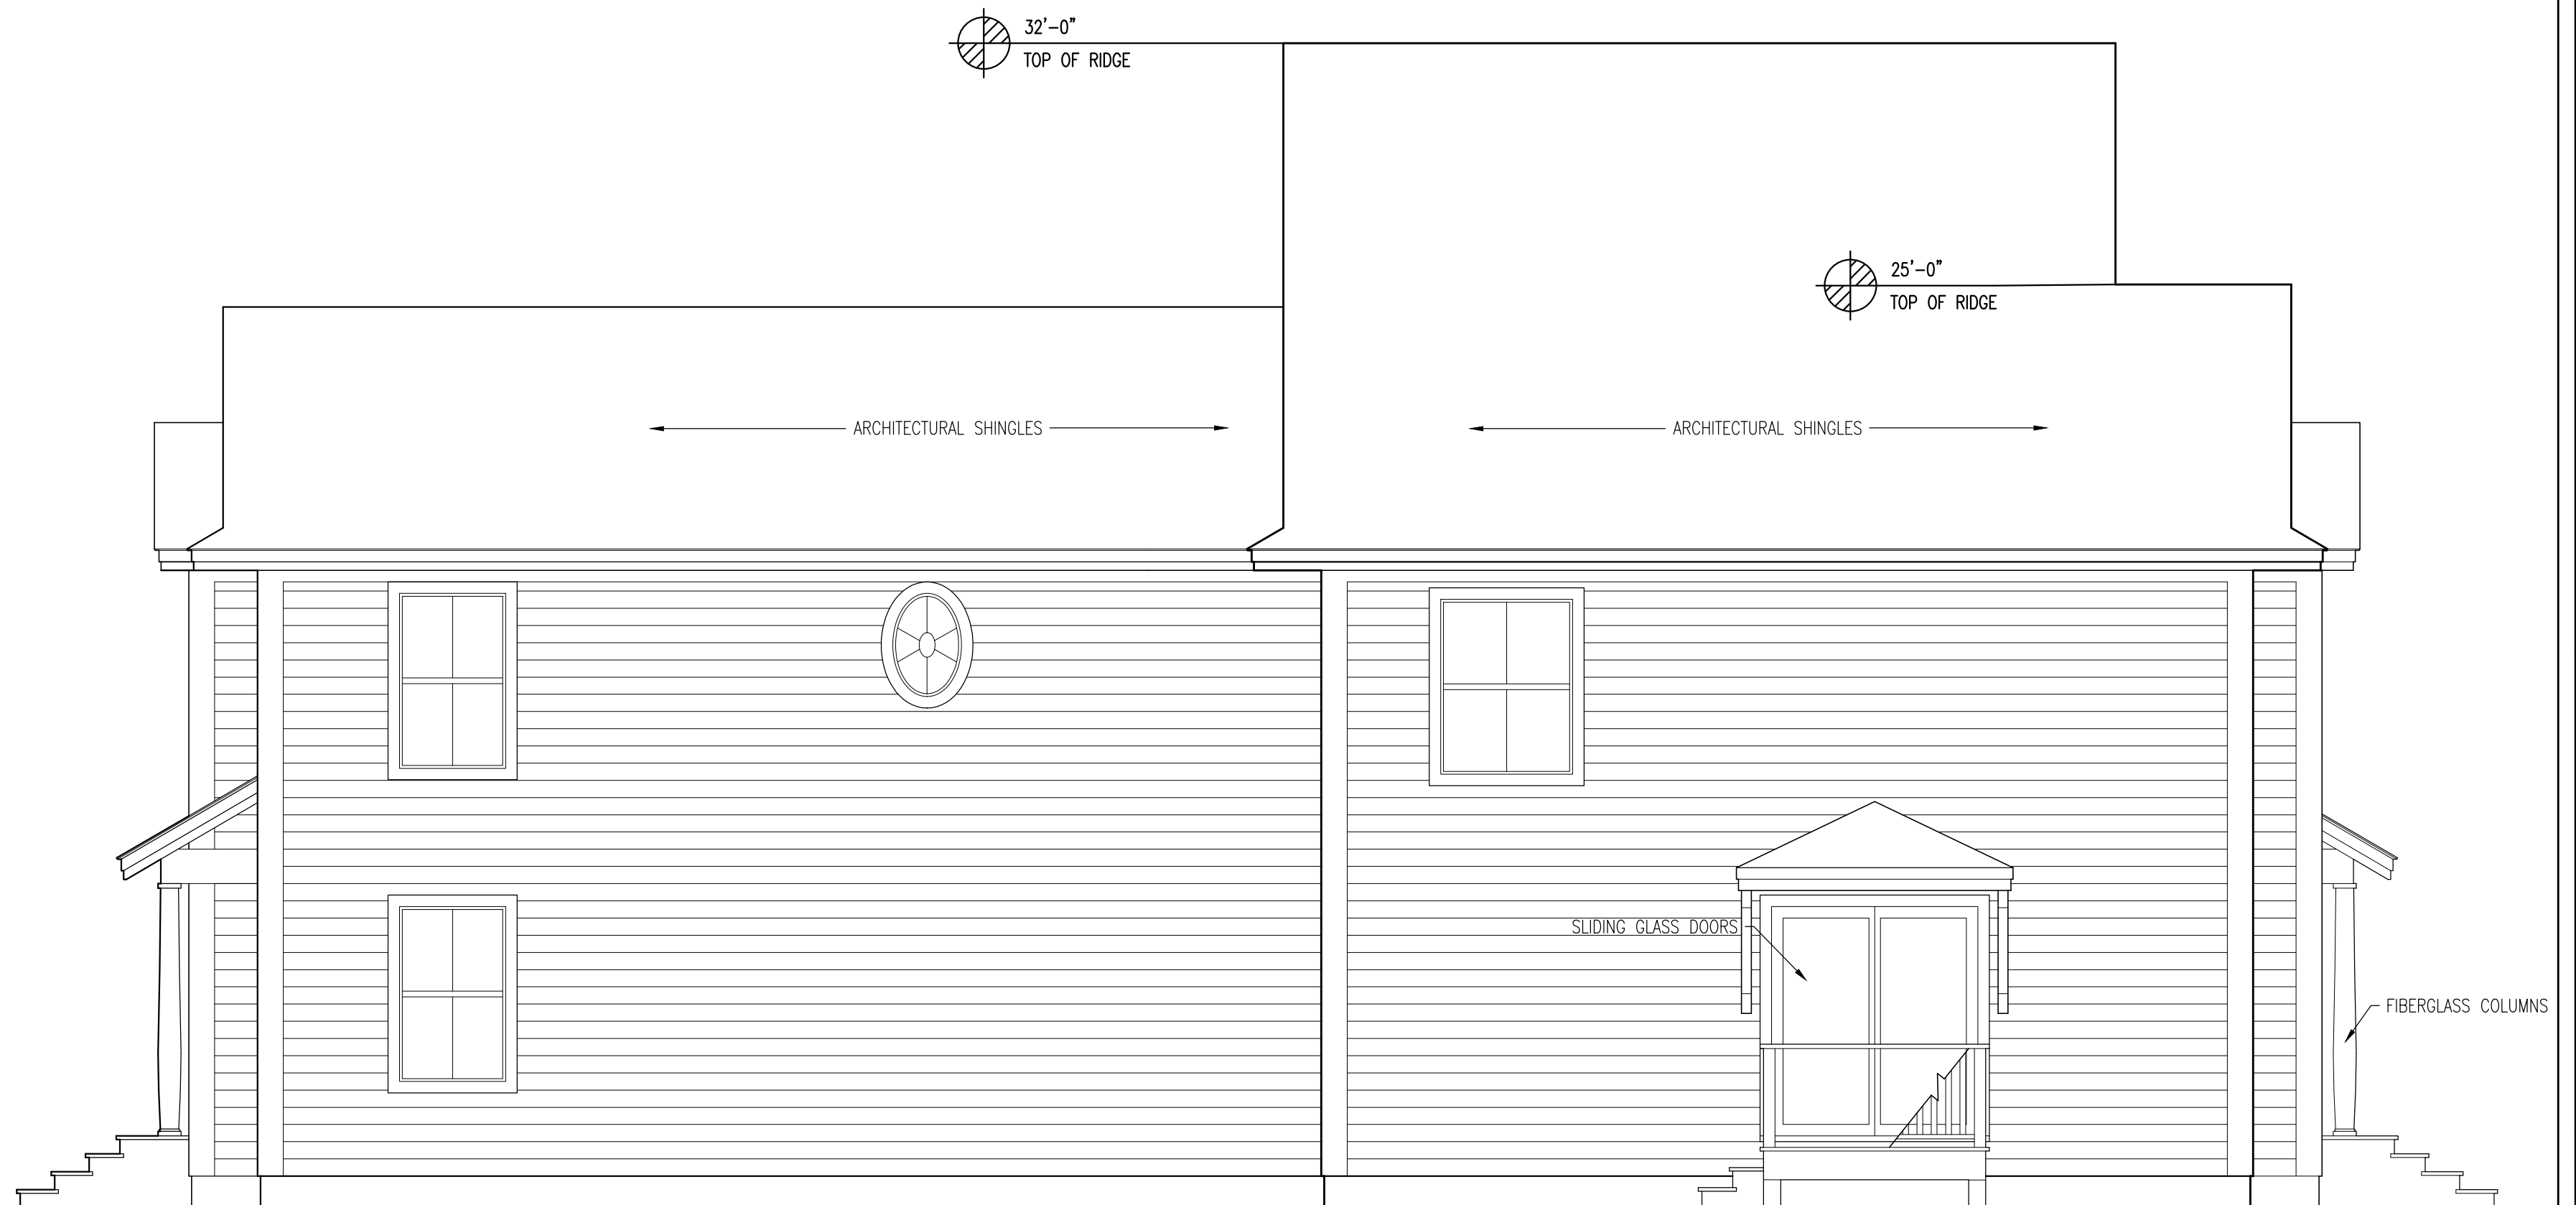 32'-0"
TOP OF RIDGE
25'-0"
TOP OF RIDGE
ARCHITECTURAL SHINGLES
ARCHITECTURAL SHINGLES
SLIDING GLASS DOORS
FIBERGLASS COLUMNS